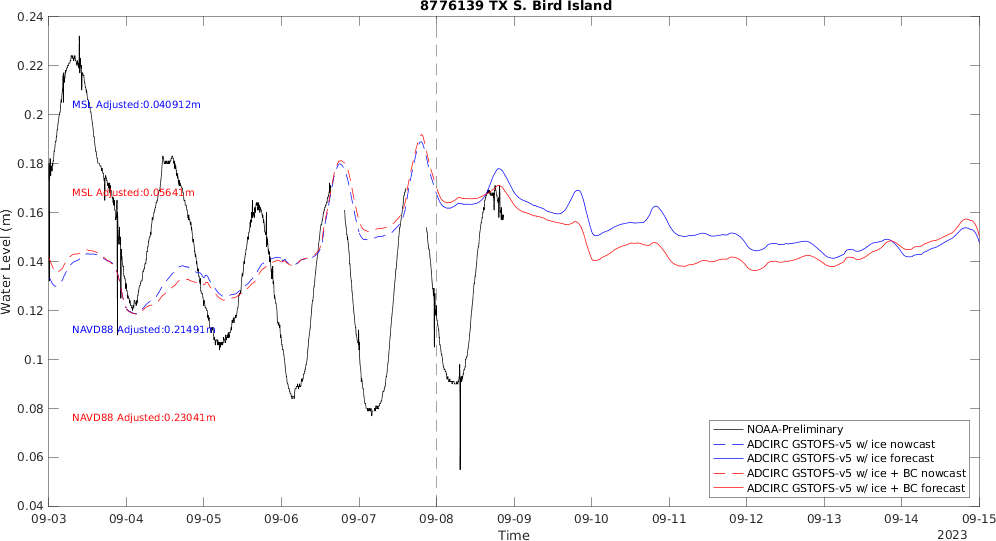 8776139 TX S. Bird Island
0.24
0.22
0.2
0.18
0.16
0.14
0.12
0.1
0.08
0.06
0.04
Water Level (m)
MSL Adjusted:0.040912m
MSL Adjusted:0.05641m
NAVD88 Adjusted:0.21491m
NAVD88 Adjusted:0.23041m
NOAA-Preliminary
ADCIRC GSTOFS-v5 w/ ice nowcast
ADCIRC GSTOFS-v5 w/ ice forecast
ADCIRC GSTOFS-v5 w/ ice + BC nowcast
ADCIRC GSTOFS-v5 w/ ice + BC forecast
09-03 09-04 09-05 09-06 09-07 09-08 09-09 09-10 09-11 09-12 09-13 09-14 09-15
Time
2023